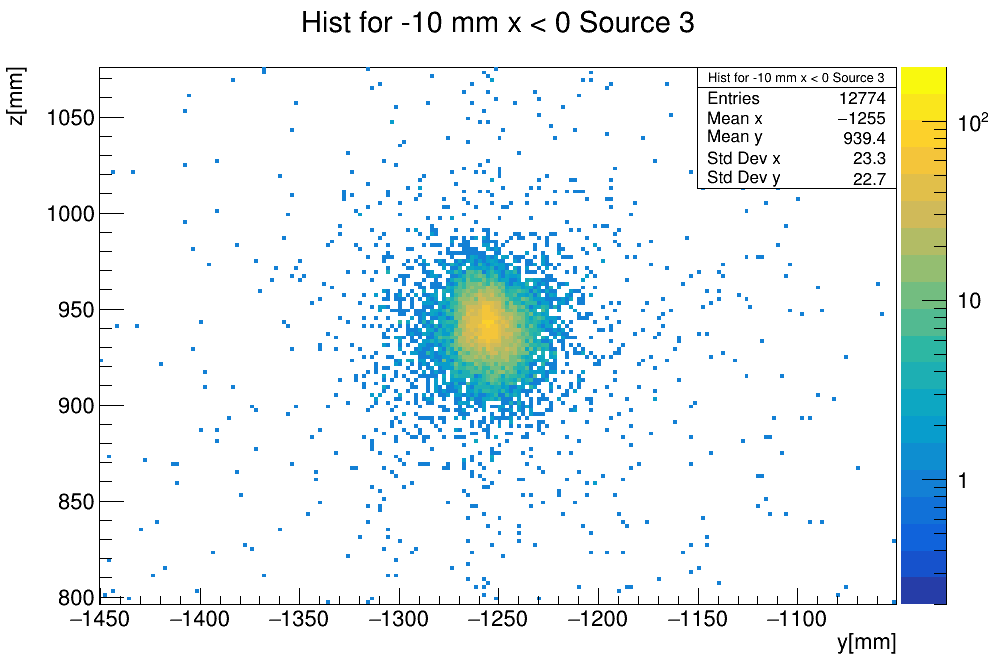 Hist for -10 mm x < 0 Source 3
z[mm]
Hist for -10 mm x < 0 Source 3
Entries 12774
Mean x −1255
Mean y 939.4
Std Dev x 23.3
Std Dev y 22.7
1050
1000
950
900
850
800
−1450 −1400 −1350 −1300 −1250 −1200 −1150 −1100
y[mm]
10²
10
1